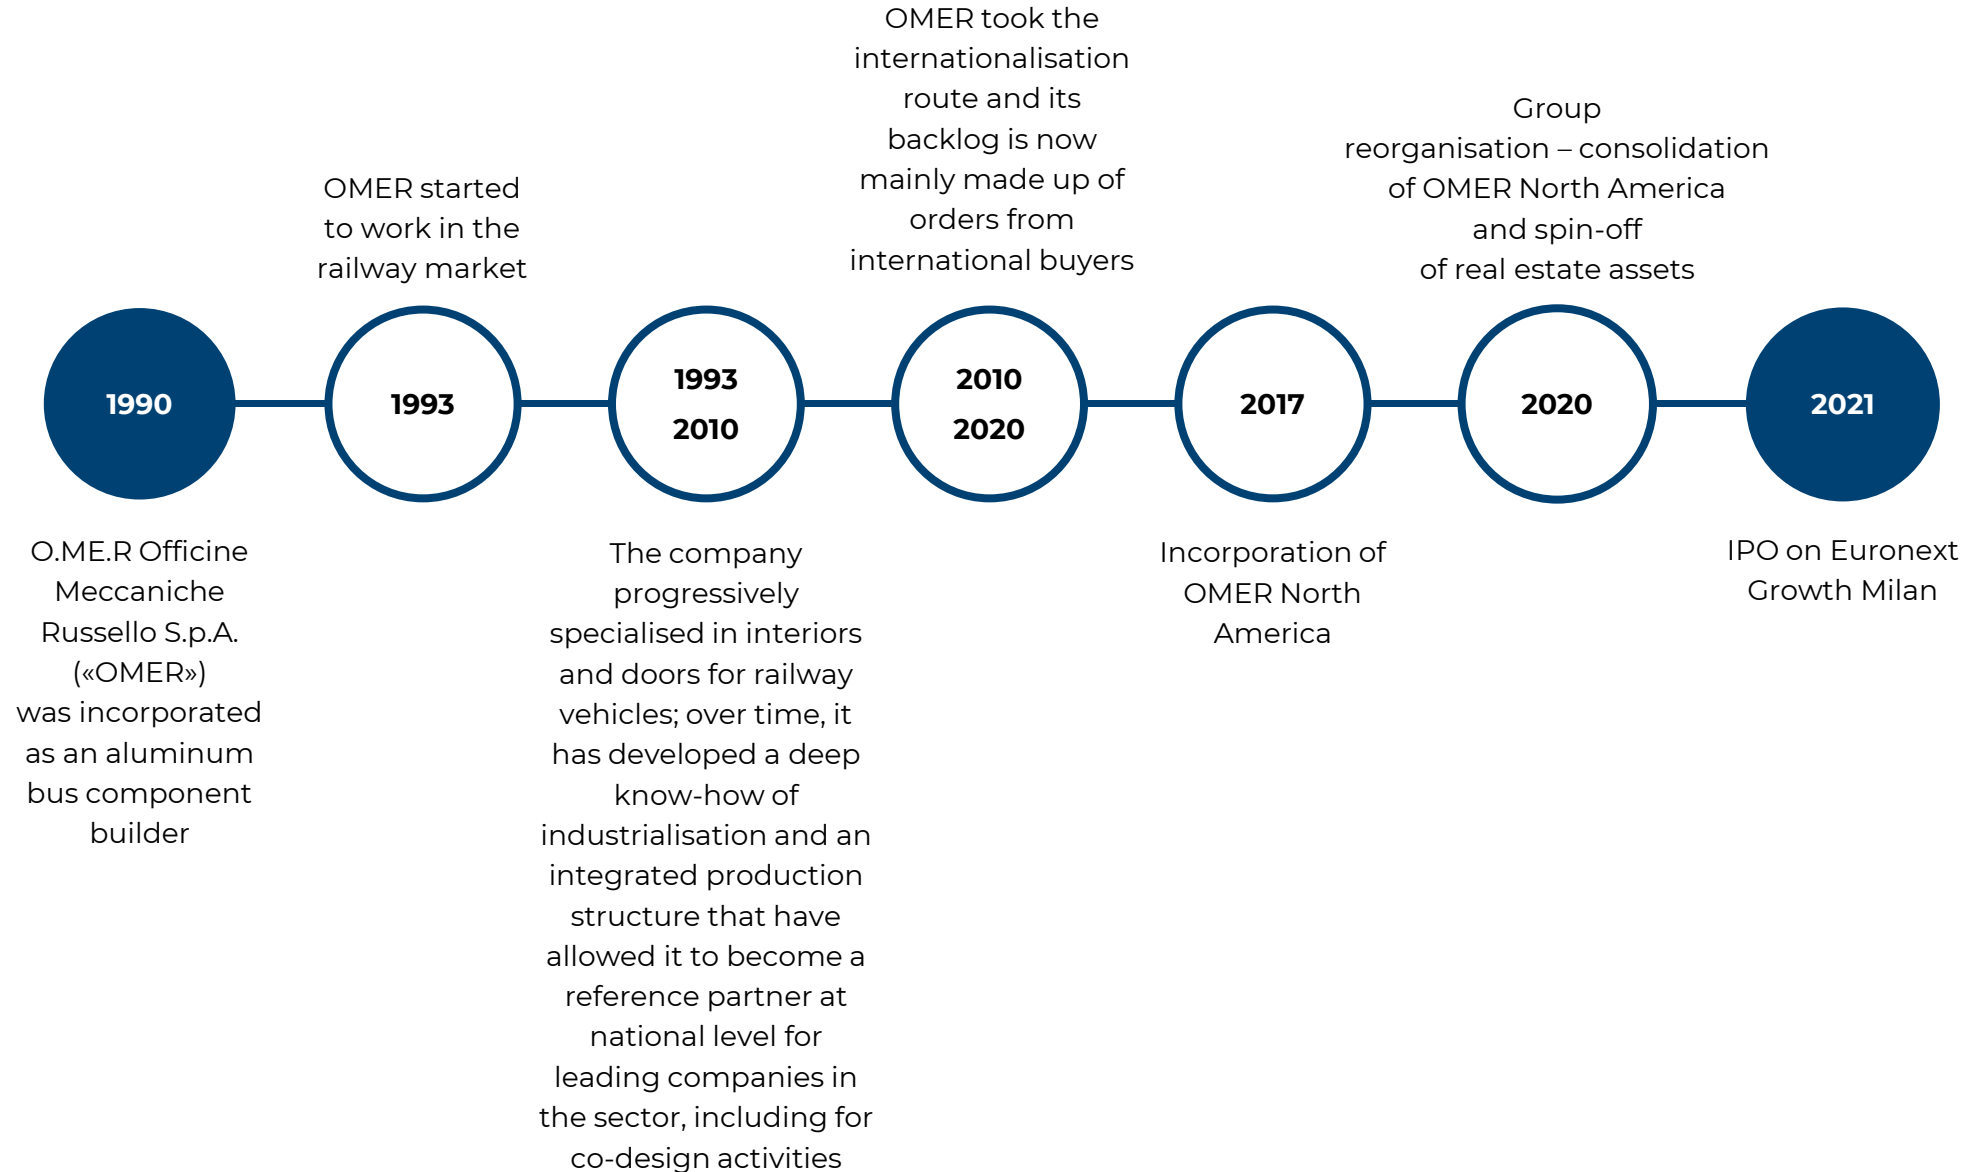 1990
O.ME.R Officine
Meccaniche
Russello S.p.A.
(«OMER»)
was incorporated
as an aluminum
bus component
builder
OMER started
to work in the
railway market
1993
1993
2010
The company
progressively
specialised in interiors
and doors for railway
vehicles; over time, it
has developed a deep
know-how of
industrialisation and an
integrated production
structure that have
allowed it to become a
reference partner at
national level for
leading companies in
the sector, including for
co-design activities
OMER took the
internationalisation
route and its
backlog is now
mainly made up of
orders from
international buyers
2010
2020
2017
Incorporation of
OMER North
America
Group
reorganisation – consolidation
of OMER North America
and spin-off
of real estate assets
2020
2021
IPO on Euronext
Growth Milan